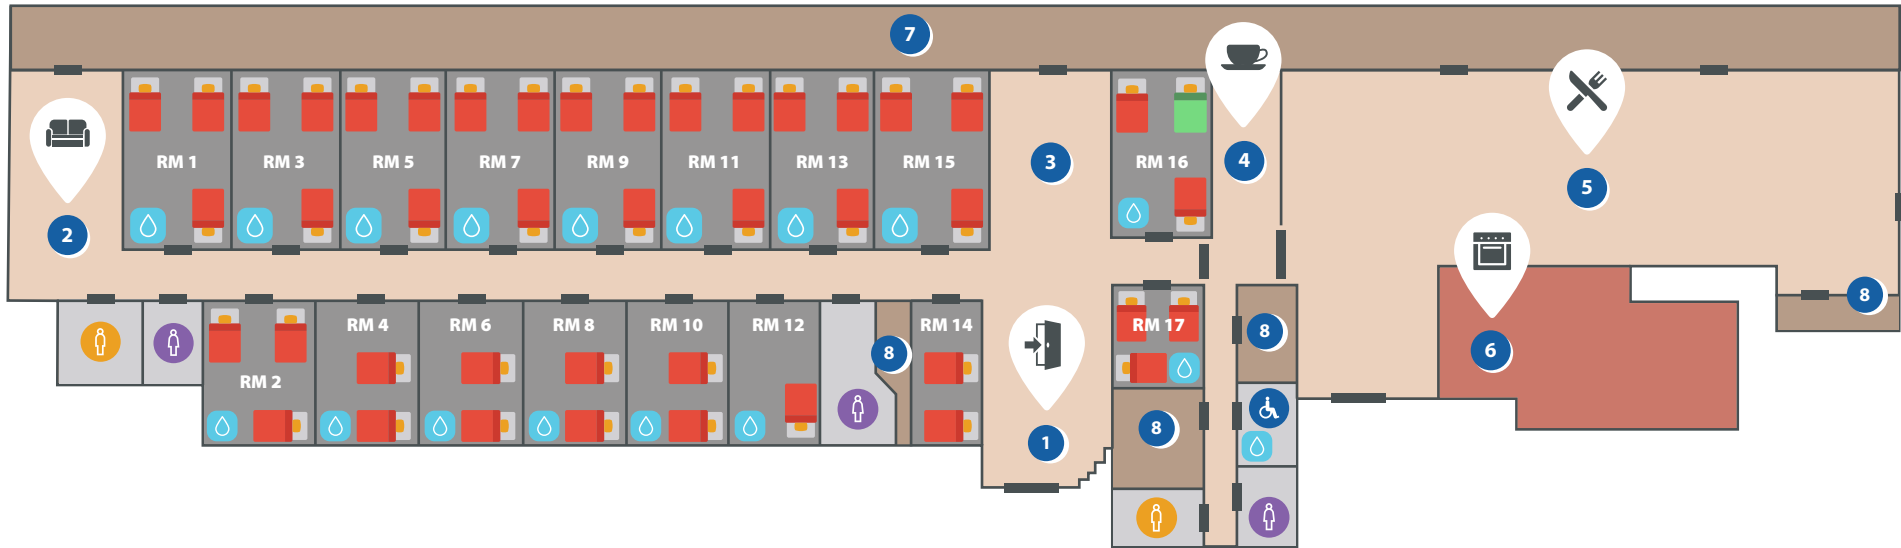 7
RM 1
RM 3
RM 5
RM 7
RM 9
RM 11
RM 13
RM 15
3
RM 16
4
5
2
RM 2
RM 4
RM 6
RM 8
RM 10
RM 12
8
RM 14
1
RM 17
8
8
6
8